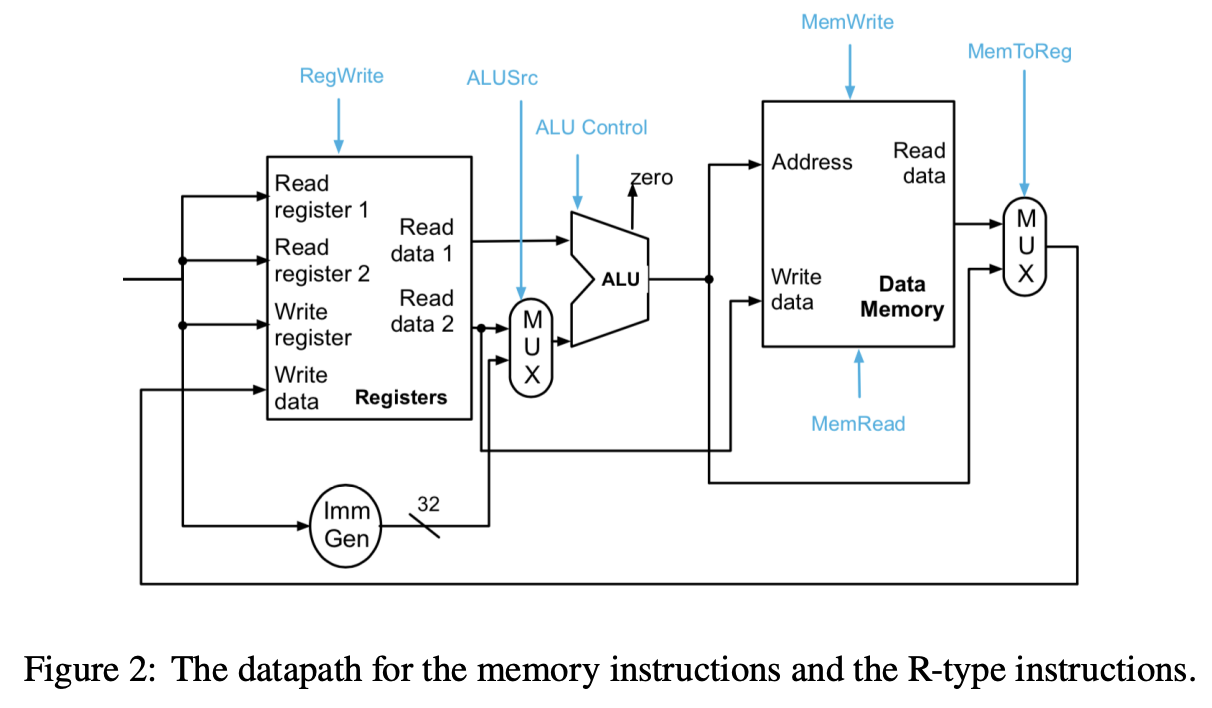 MemWrite
MemToReg
RegWrite
ALUSrc
ALU Control
Read
register 1
Read
register 2
Write
register
Write
data
Read
data 1
Read
data 2
Registers
M
U
X
zero
ALU
Address
Read
data
Write
data
Data
Memory
M
U
X
MemRead
Imm
Gen
32
Figure 2: The datapath for the memory instructions and the R-type instructions.